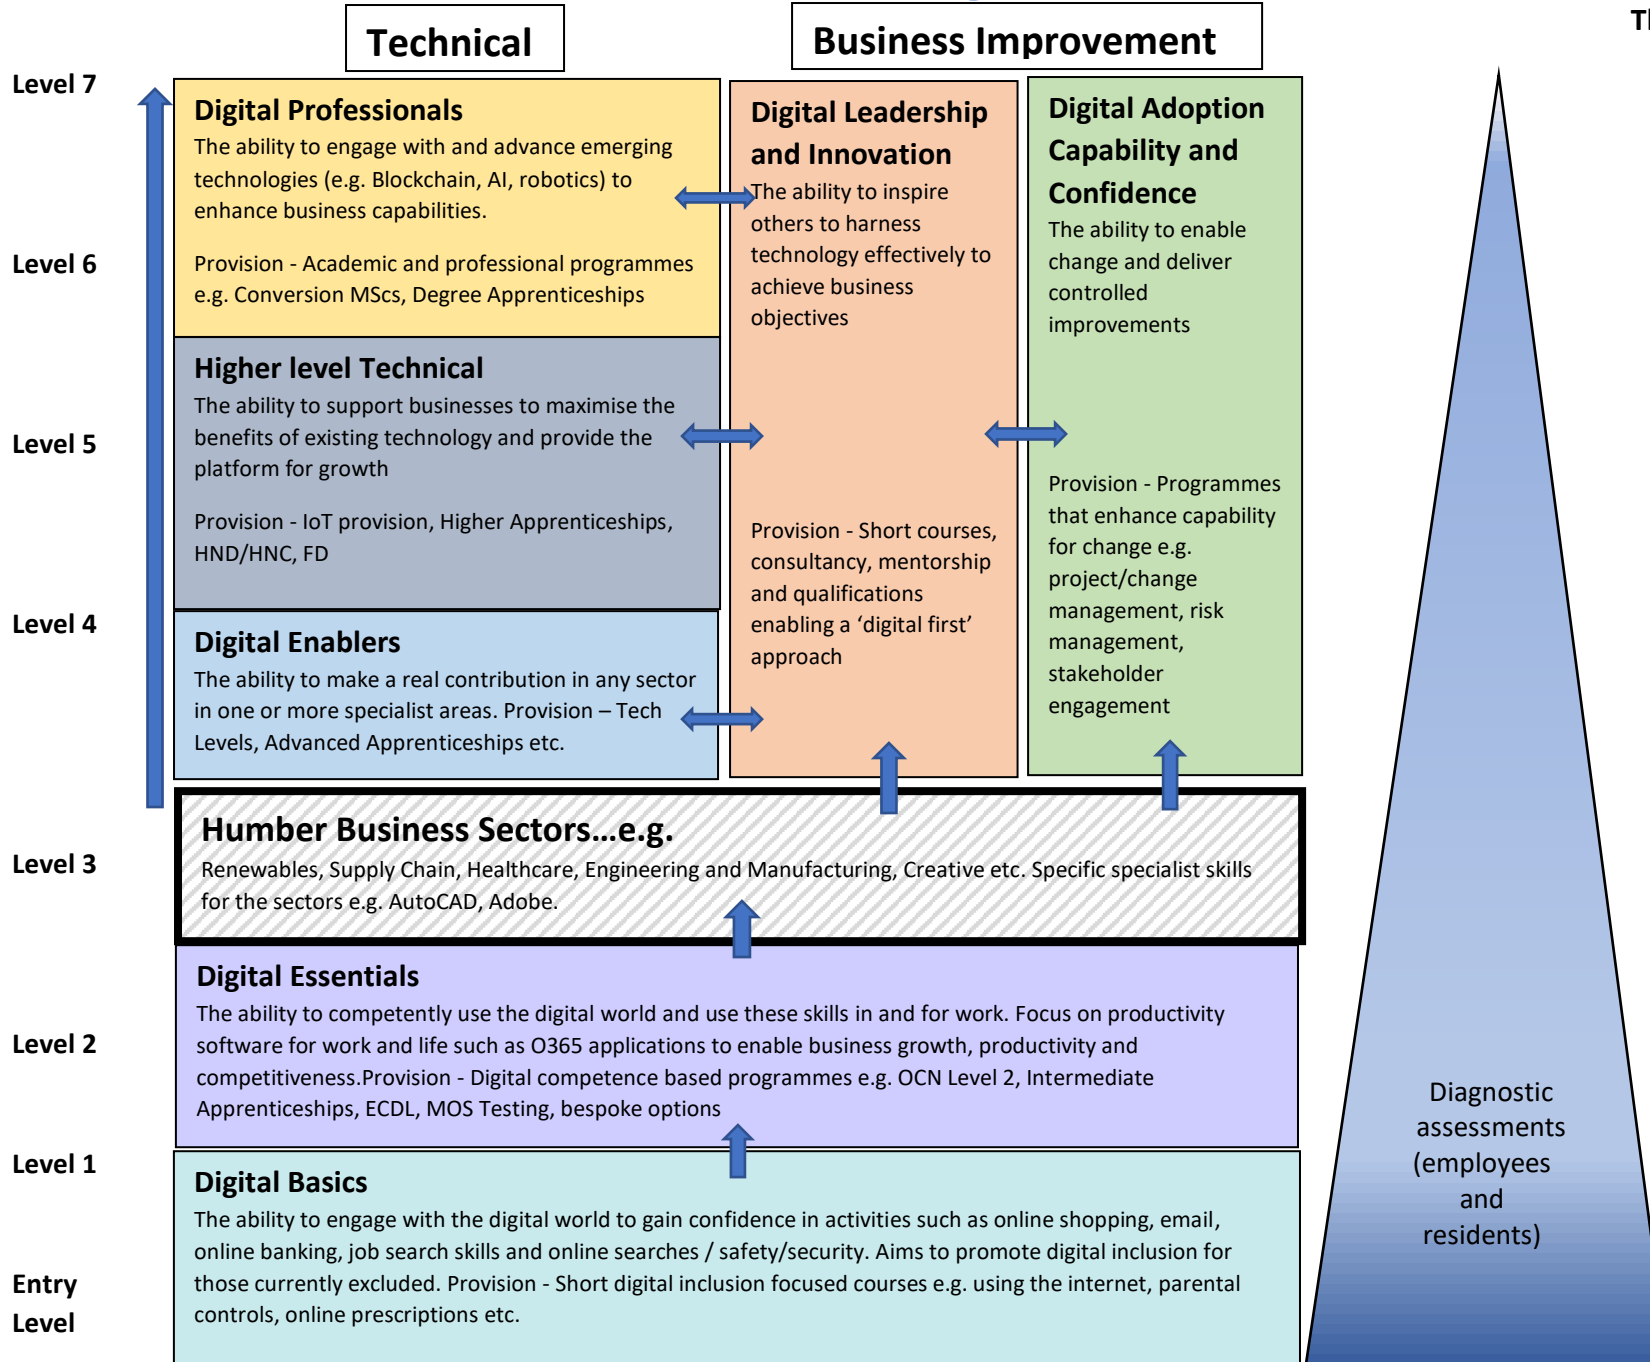 Technical
Business Improvement
Th
Level 7
Level 6
Level 5
Level 4
Level 3
Level 2
Level 1
Entry
Level
Digital Professionals
The ability to engage with and advance emerging
technologies (e.g. Blockchain, AI, robotics) to
enhance business capabilities.
Provision - Academic and professional programmes
e.g. Conversion MScs, Degree Apprenticeships
Higher level Technical
The ability to support businesses to maximise the
benefits of existing technology and provide the
platform for growth
Provision - IoT provision, Higher Apprenticeships,
HND/HNC, FD
Digital Enablers
The ability to make a real contribution in any sector
in one or more specialist areas. Provision – Tech
Levels, Advanced Apprenticeships etc.
Digital Leadership
and Innovation
The ability to inspire
others to harness
technology effectively to
achieve business
objectives
Provision - Short courses,
consultancy, mentorship
and qualifications
enabling a ‘digital first’
approach
Digital Adoption
Capability and
Confidence
The ability to enable
change and deliver
controlled
improvements
Provision - Programmes
that enhance capability
for change e.g.
project/change
management, risk
management,
stakeholder
engagement
Humber Business Sectors…e.g.
Renewables, Supply Chain, Healthcare, Engineering and Manufacturing, Creative etc. Specific specialist skills
for the sectors e.g. AutoCAD, Adobe.
Digital Essentials
The ability to competently use the digital world and use these skills in and for work. Focus on productivity
software for work and life such as O365 applications to enable business growth, productivity and
competitiveness.Provision - Digital competence based programmes e.g. OCN Level 2, Intermediate
Apprenticeships, ECDL, MOS Testing, bespoke options
Digital Basics
The ability to engage with the digital world to gain confidence in activities such as online shopping, email,
online banking, job search skills and online searches / safety/security. Aims to promote digital inclusion for
those currently excluded. Provision - Short digital inclusion focused courses e.g. using the internet, parental
controls, online prescriptions etc.
Diagnostic
assessments
(employees
and
residents)